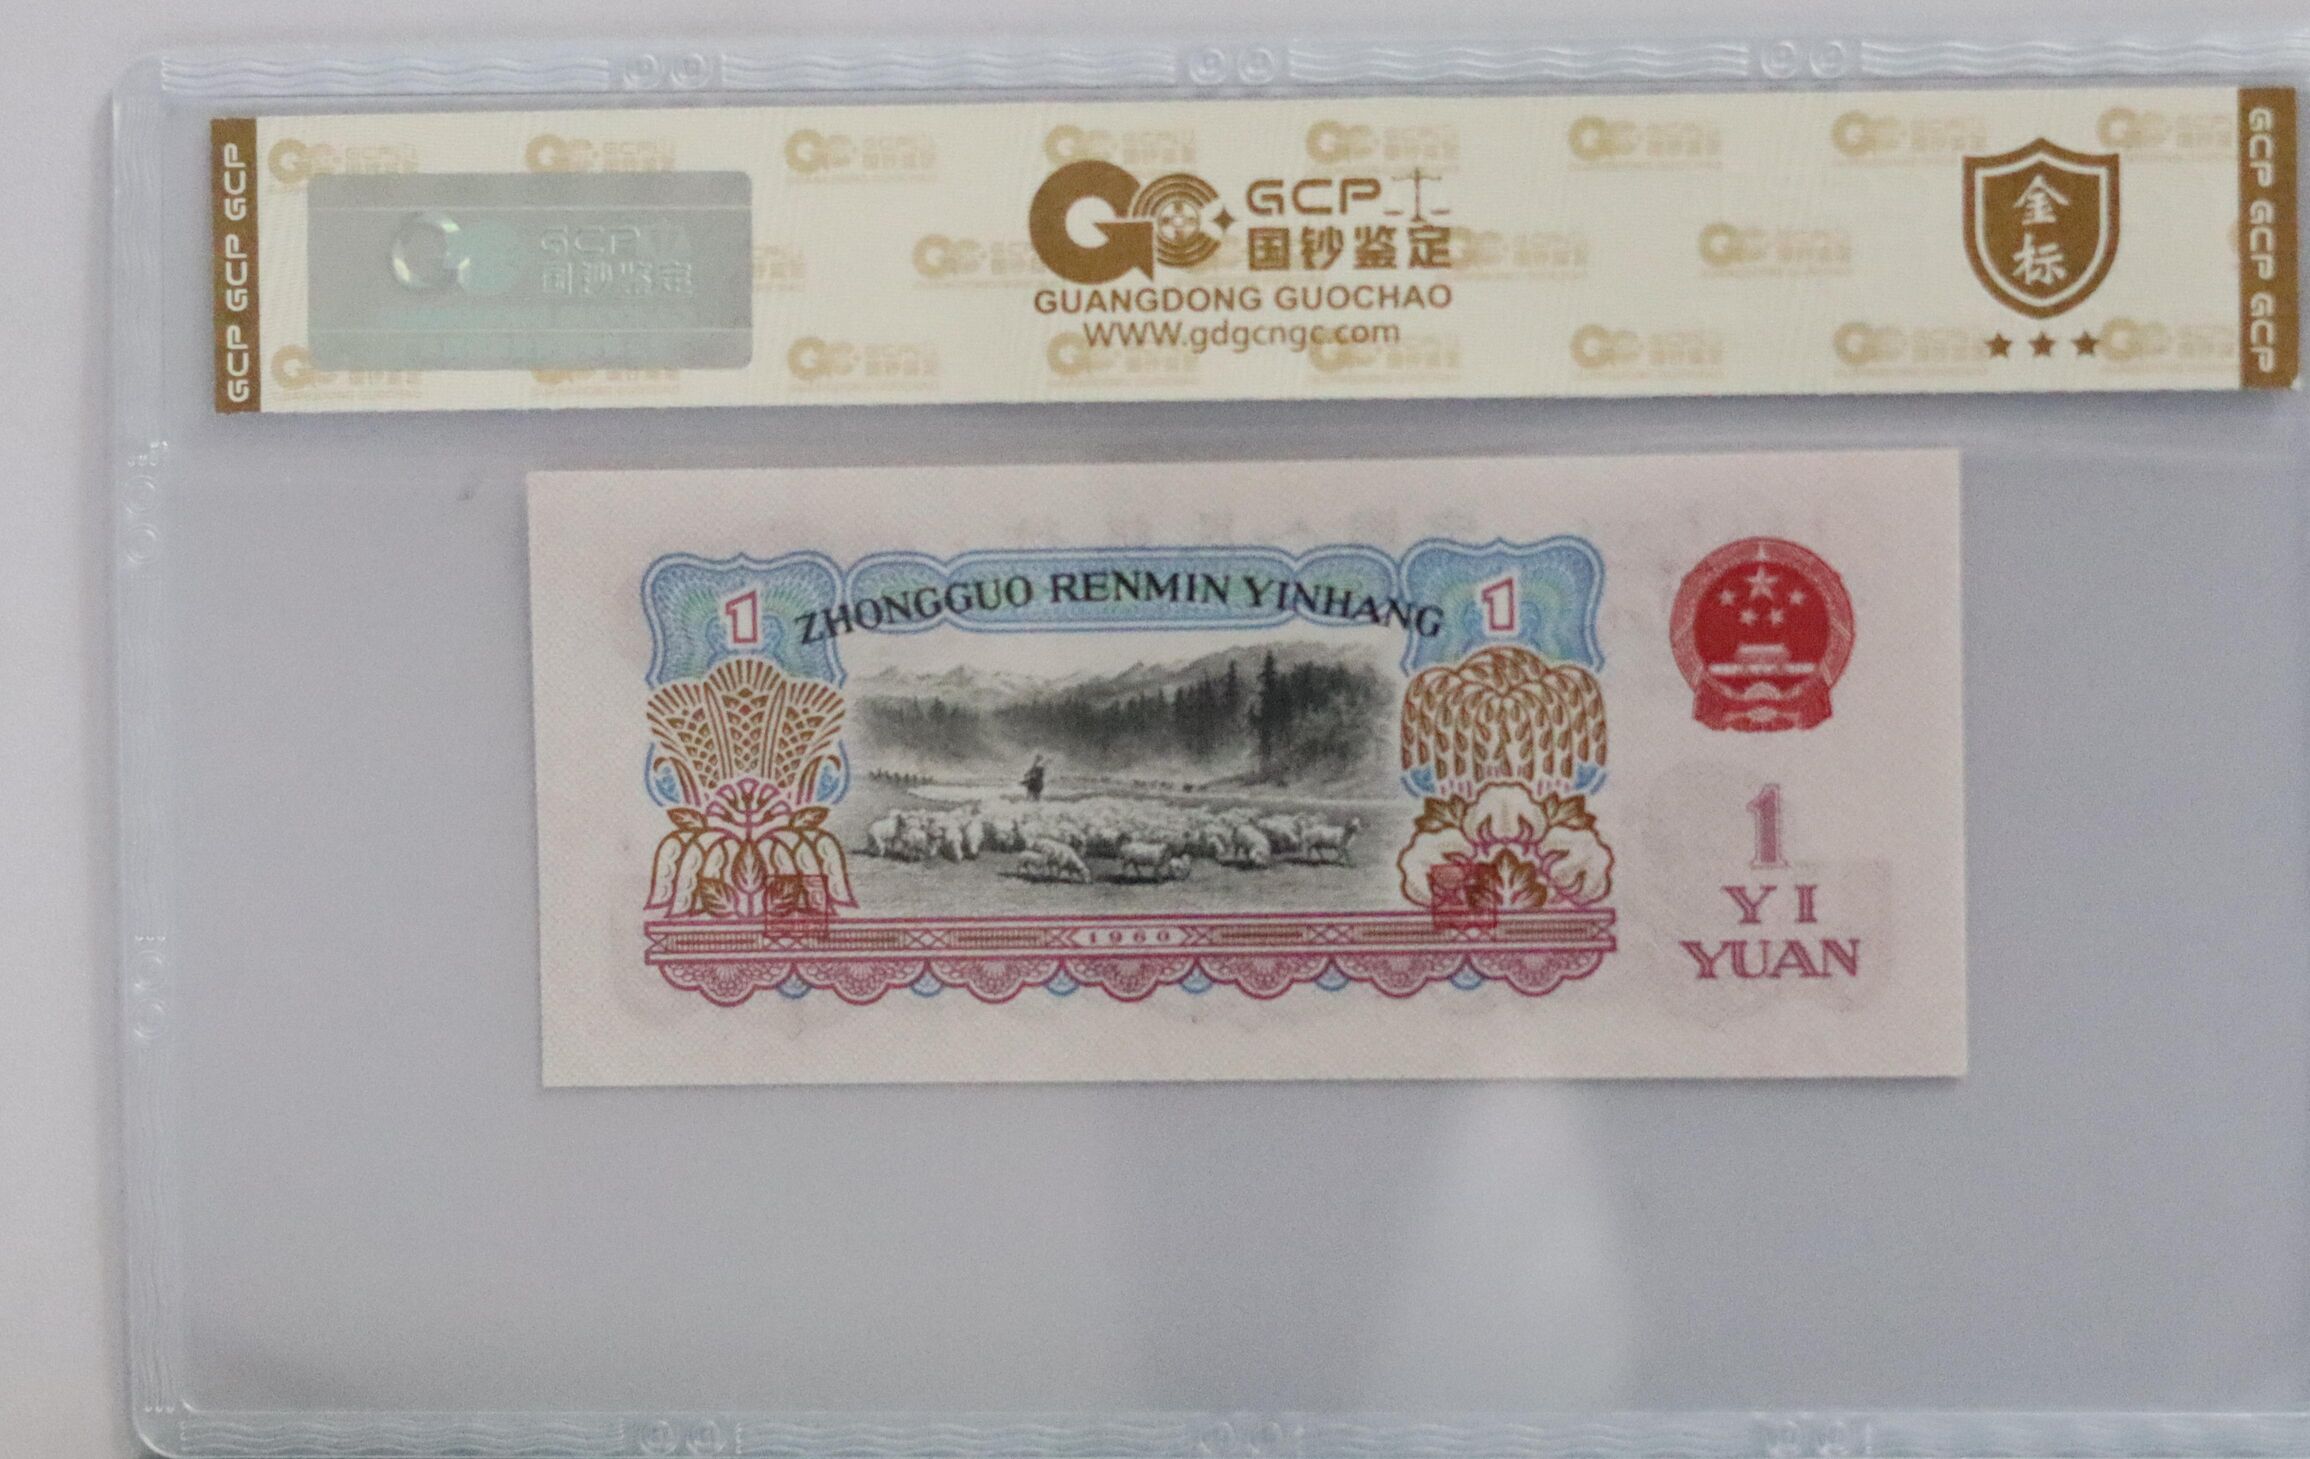 GCP GCP GCP
GCP
国钞鉴定
GCP
国钞鉴定
GUANGDONG GUOCHAO
WWW.gdgcngc.com
金标
GCP GCP GCP
1
ZHONGGUO RENMIN YINHANG
1
1960
1
YI
YUAN